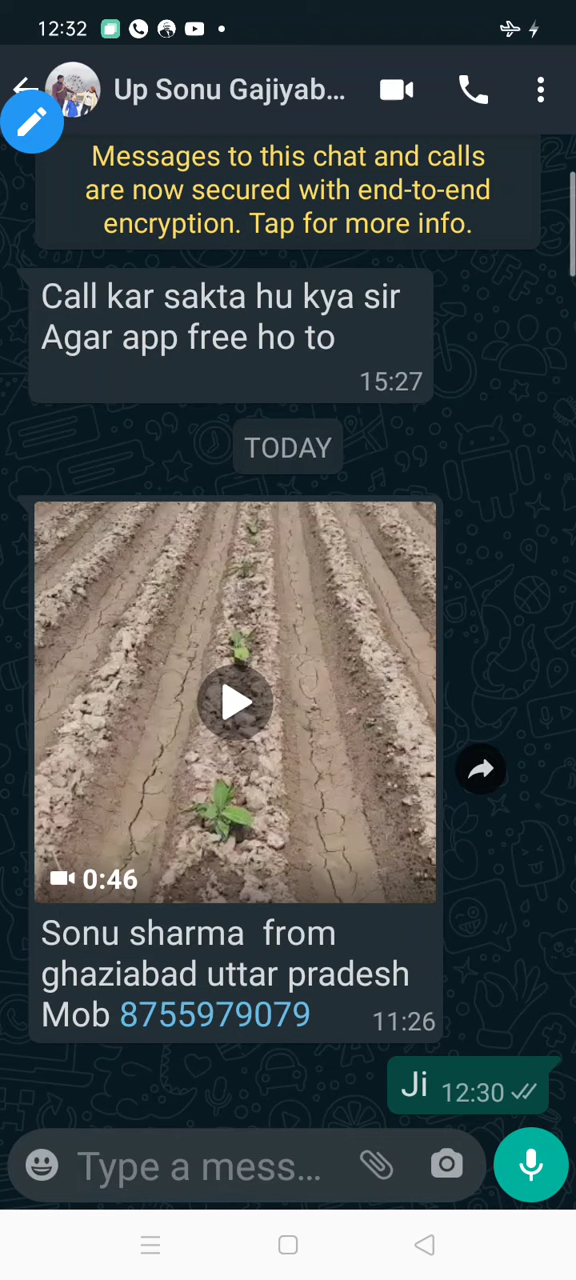 12:32
Up Sonu Gajiyab...
Messages to this chat and calls
are now secured with end-to-end
encryption. Tap for more info.
Call kar sakta hu kya sir
Agar app free ho to
15:27
TODAY
0:46
Sonu sharma from
ghaziabad uttar pradesh
Mob 8755979079 11:26
Ji 12:30
Type a mess...